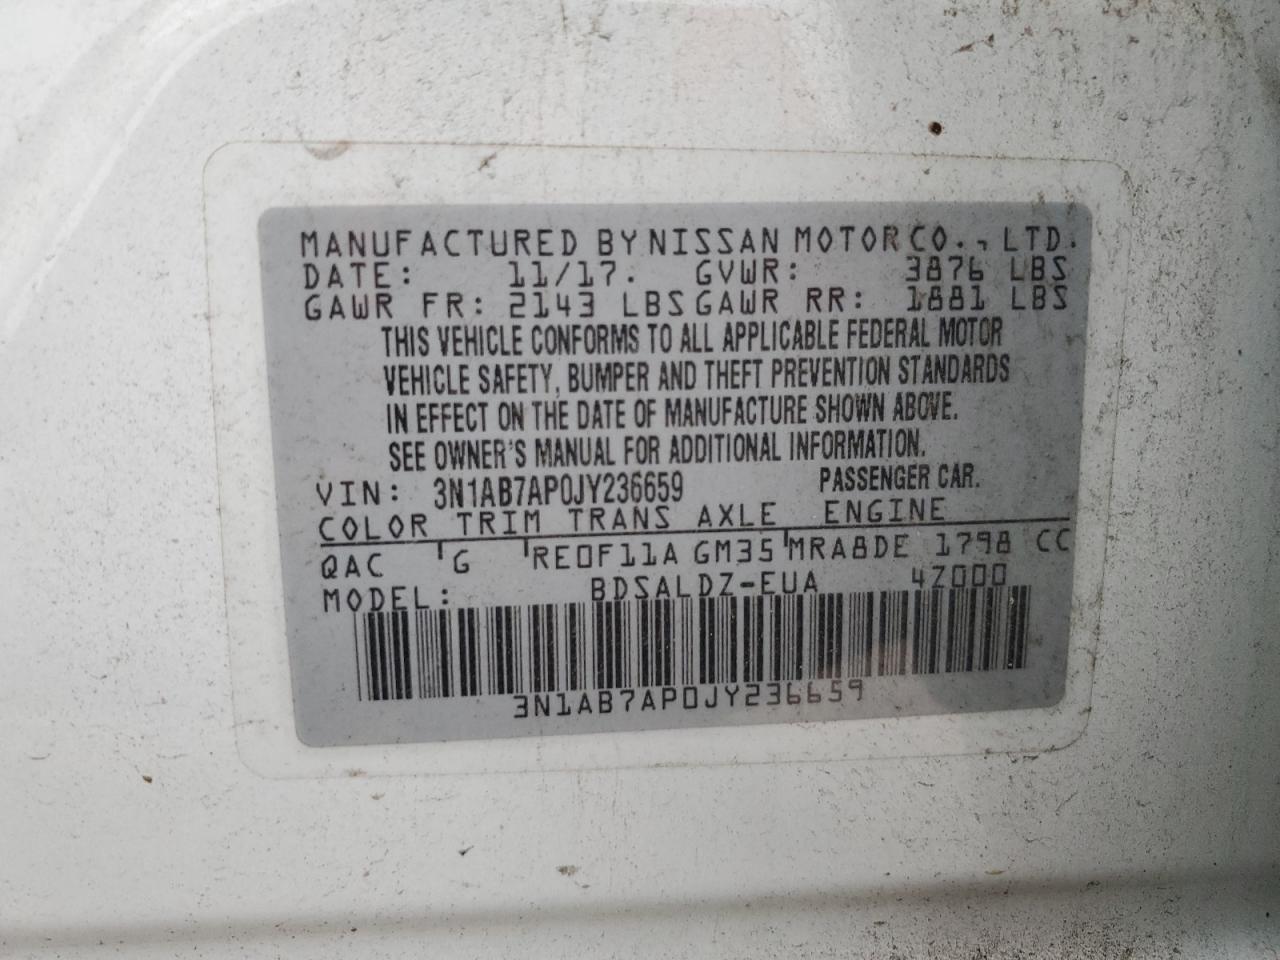 MANUFACTURED BY NISSAN MOTOR CO., LTD.
DATE: 11/17. GVWR: 3876 LBS
GAWR FR: 2143 LBS GAWR RR: 1881 LBS
THIS VEHICLE CONFORMS TO ALL APPLICABLE FEDERAL MOTOR
VEHICLE SAFETY, BUMPER AND THEFT PREVENTION STANDARDS
IN EFFECT ON THE DATE OF MANUFACTURE SHOWN ABOVE.
SEE OWNER'S MANUAL FOR ADDITIONAL INFORMATION.
VIN: 3N1AB7AP0JY236659 PASSENGER CAR.
COLOR TRIM TRANS AXLE ENGINE
QAC G RE0F11A GM35 MRA8DE 1798 CC
MODEL: BDSALDZ-EUA 4Z000
3N1AB7AP0JY236659